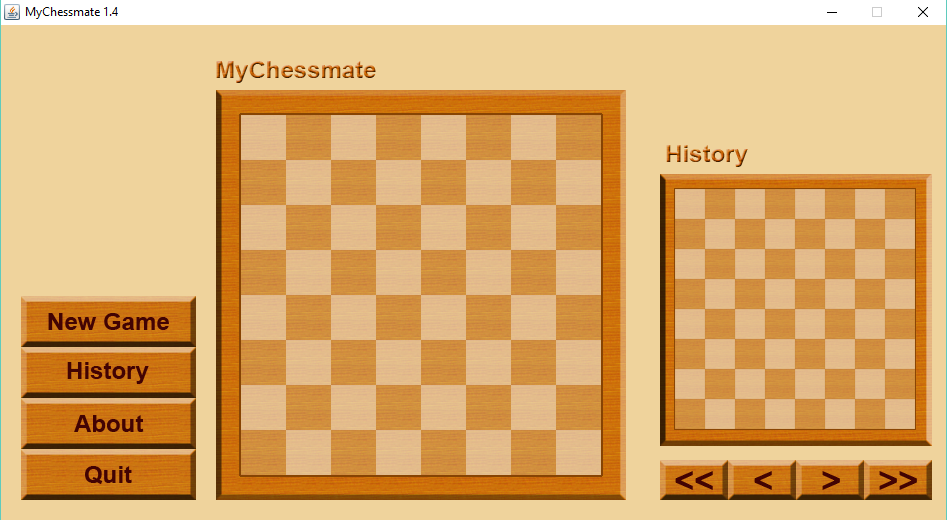 MyChessmate 1.4
MyChessmate
History
New Game
History
About
Quit
<< < > >>